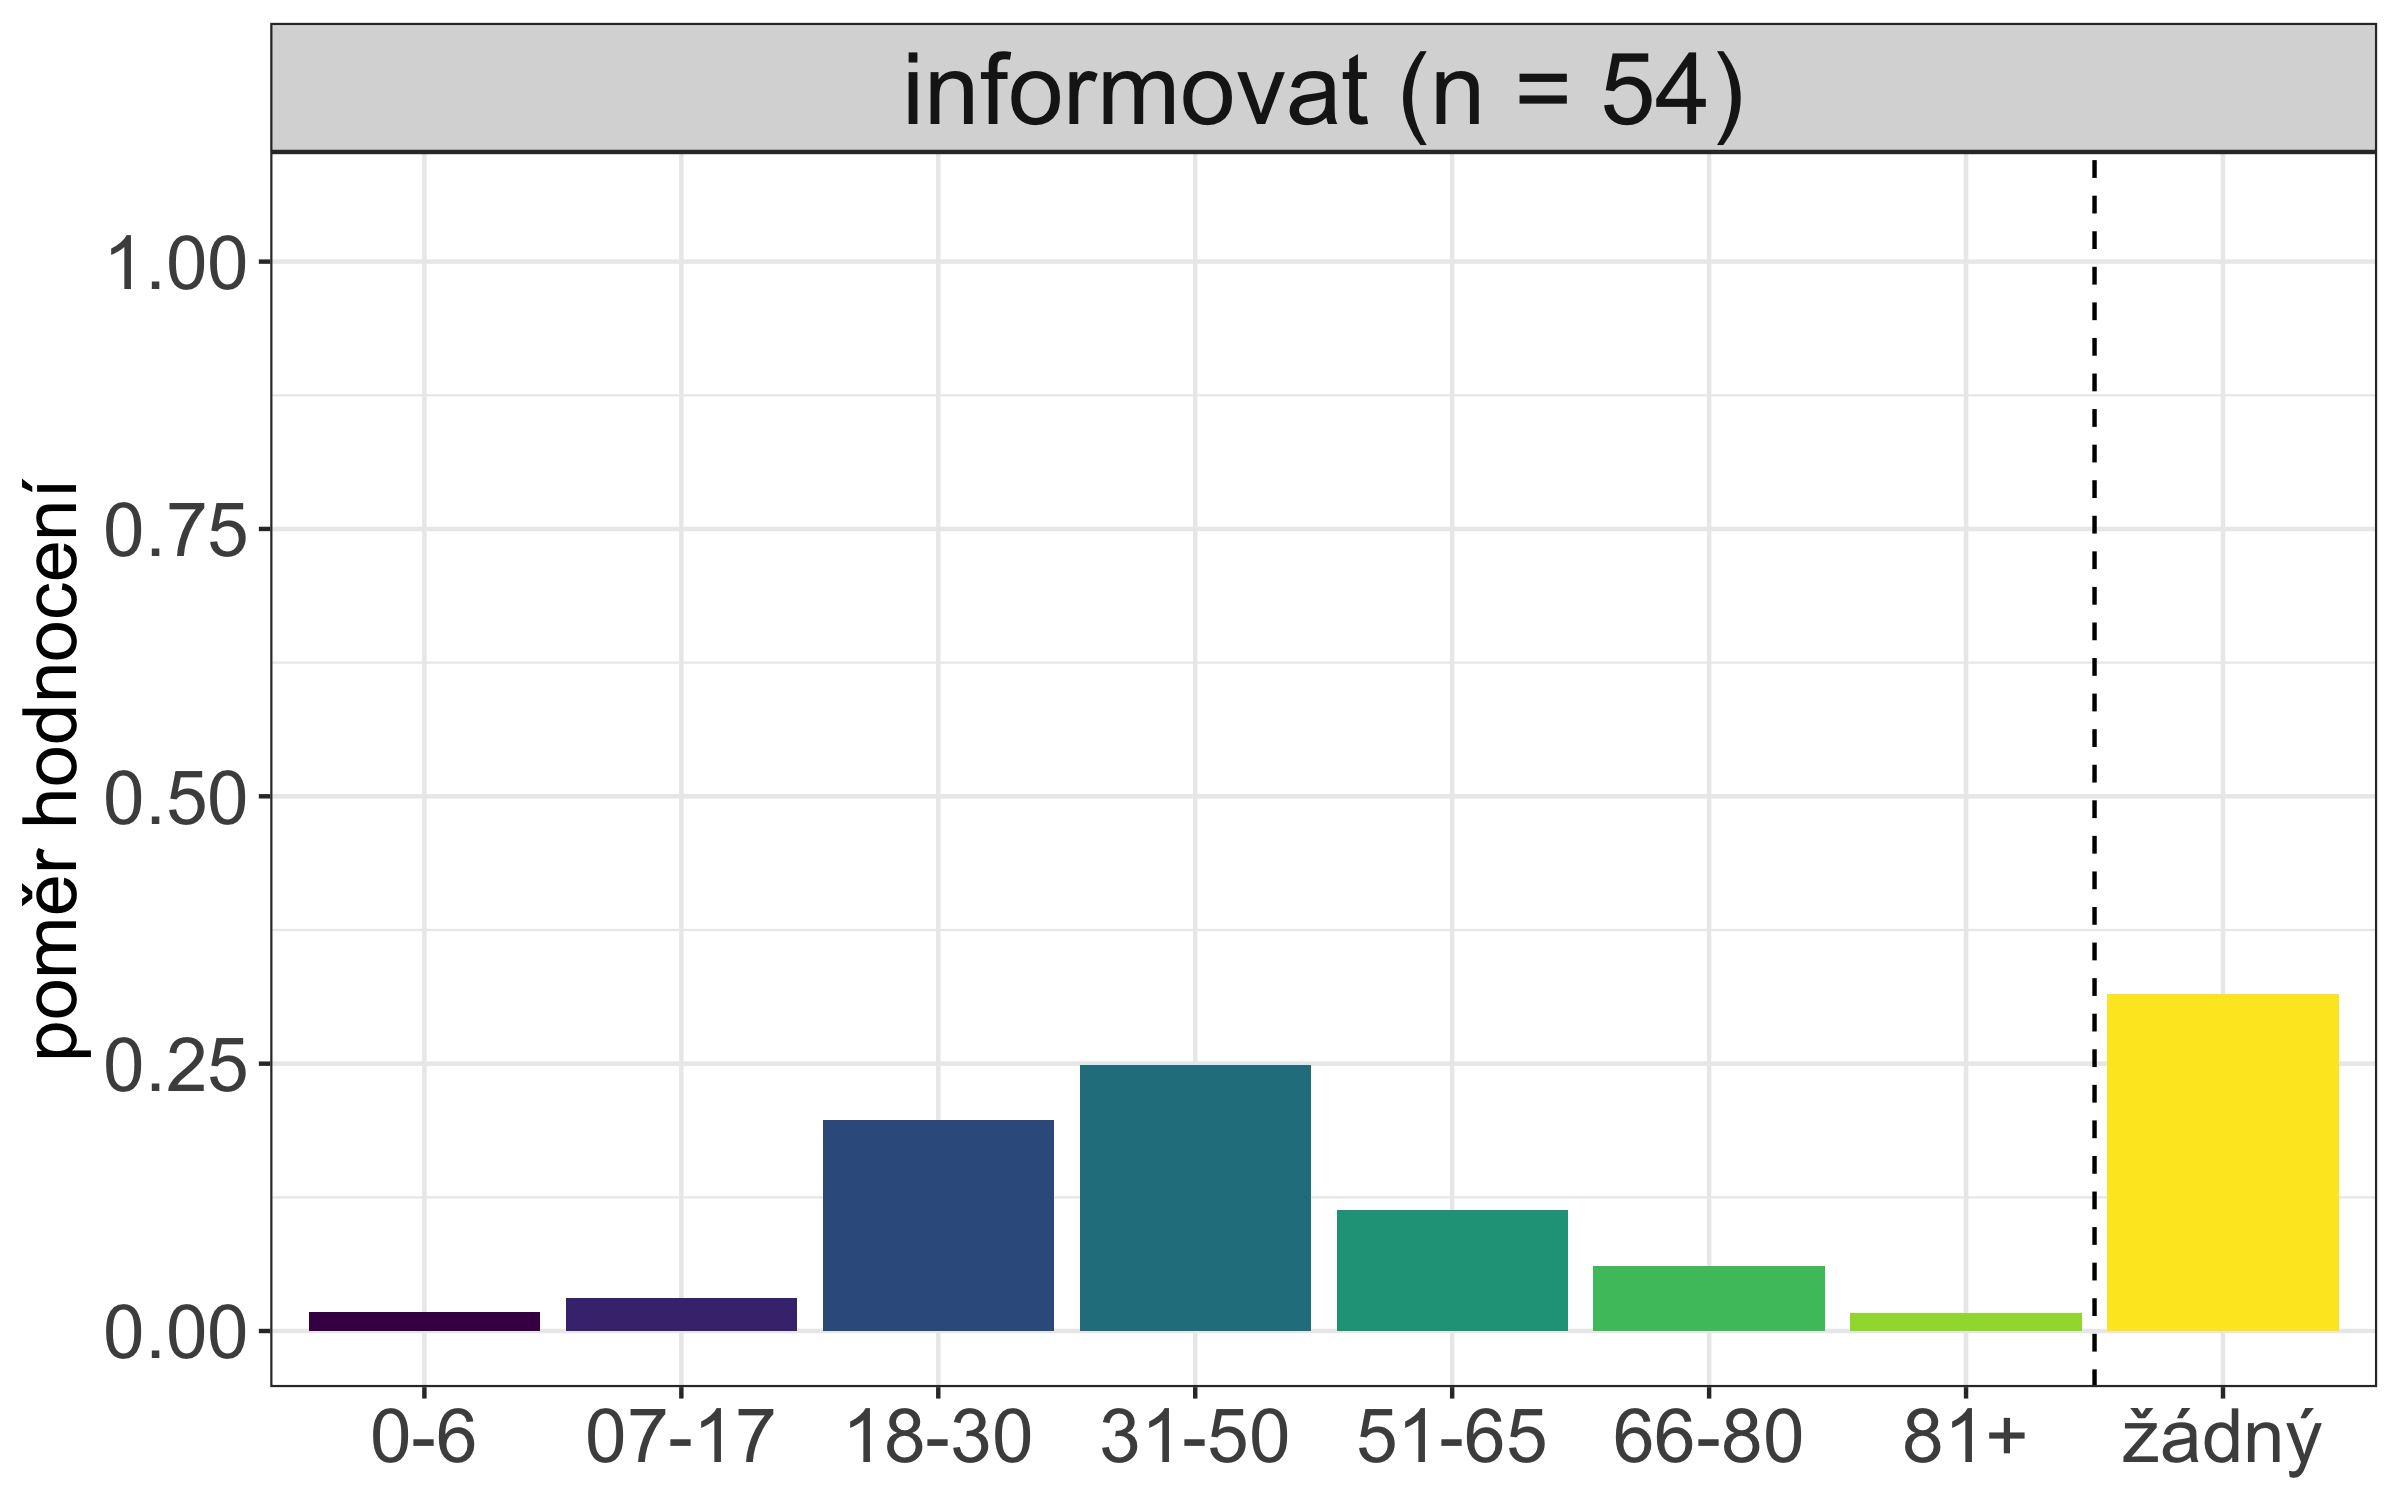 informovat (n = 54)
poměr hodnocení
1.00
0.75
0.50
0.25
0.00
0-6 07-17 18-30 31-50 51-65 66-80 81+ žádný